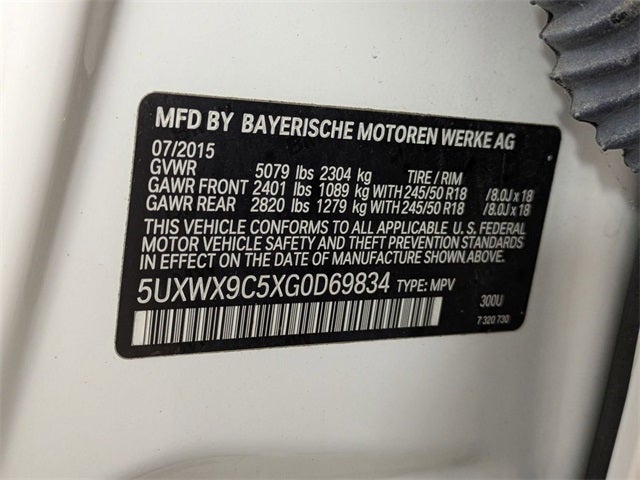 MFD BY BAYERISCHE MOTOREN WERKE AG
07/2015
GVWR 5079 lbs 2304 kg TIRE / RIM
GAWR FRONT 2401 lbs 1089 kg WITH 245/50 R18 /8.0J x 18
GAWR REAR 2820 lbs 1279 kg WITH 245/50 R18 /8.0J x 18
THIS VEHICLE CONFORMS TO ALL APPLICABLE U. S. FEDERAL
MOTOR VEHICLE SAFETY AND THEFT PREVENTION STANDARDS
IN EFFECT ON THE DATE OF MANUFACTURE SHOWN ABOVE.
5UXWX9C5XG0D69834 TYPE: MPV
300U
7 320 730